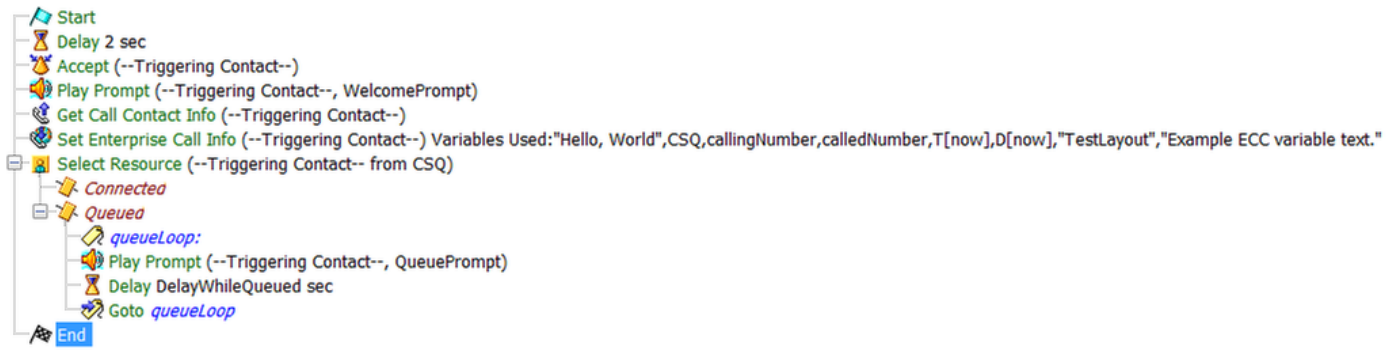 Start
Delay 2 sec
Accept (--Triggering Contact--)
Play Prompt (--Triggering Contact--, WelcomePrompt)
Get Call Contact Info (--Triggering Contact--)
Set Enterprise Call Info (--Triggering Contact--) Variables Used:"Hello, World",CSQ,callingNumber,calledNumber,T[now],D[now],"TestLayout","Example ECC variable text."
Select Resource (--Triggering Contact-- from CSQ)
Connected
Queued
queueLoop:
Play Prompt (--Triggering Contact--, QueuePrompt)
Delay DelayWhileQueued sec
Goto queueLoop
End